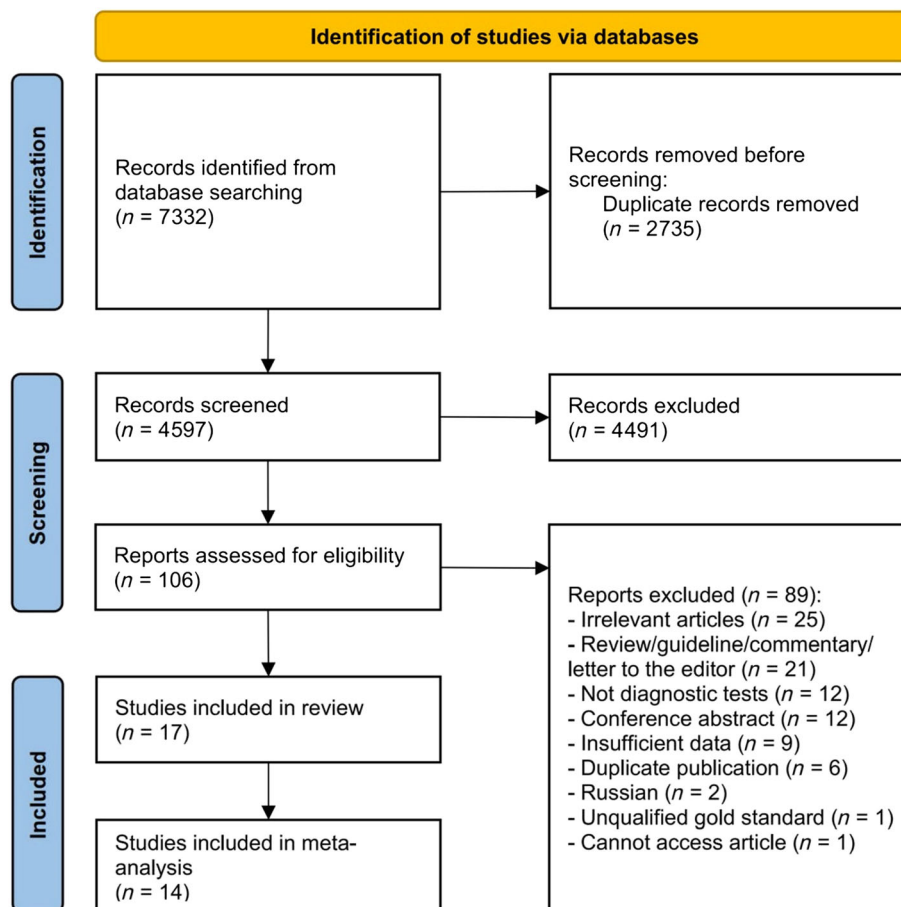 Identification of studies via databases
Identification
Records identified from
database searching
(n = 7332)
Records removed before
screening:
Duplicate records removed
(n = 2735)
Screening
Records screened
(n = 4597)
Records excluded
(n = 4491)
Reports assessed for eligibility
(n = 106)
Reports excluded (n = 89):
- Irrelevant articles (n = 25)
- Review/guideline/commentary/
letter to the editor (n = 21)
- Not diagnostic tests (n = 12)
- Conference abstract (n = 12)
- Insufficient data (n = 9)
- Duplicate publication (n = 6)
- Russian (n = 2)
- Unqualified gold standard (n = 1)
- Cannot access article (n = 1)
Included
Studies included in review
(n = 17)
Studies included in meta-
analysis
(n = 14)